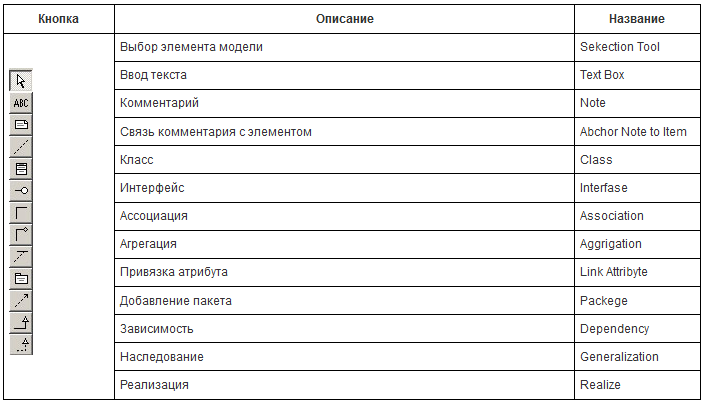 Кнопка Описание Название
Выбор элемента модели Sekection Tool
Ввод текста Text Box
ABC
Комментарий Note
Связь комментария с элементом Abchor Note to Item
Класс Class
Интерфейс Interfase
Ассоциация Association
Агрегация Aggrigation
Привязка атрибута Link Attribyte
Добавление пакета Packege
Зависимость Dependency
Наследование Generalization
Реализация Realize